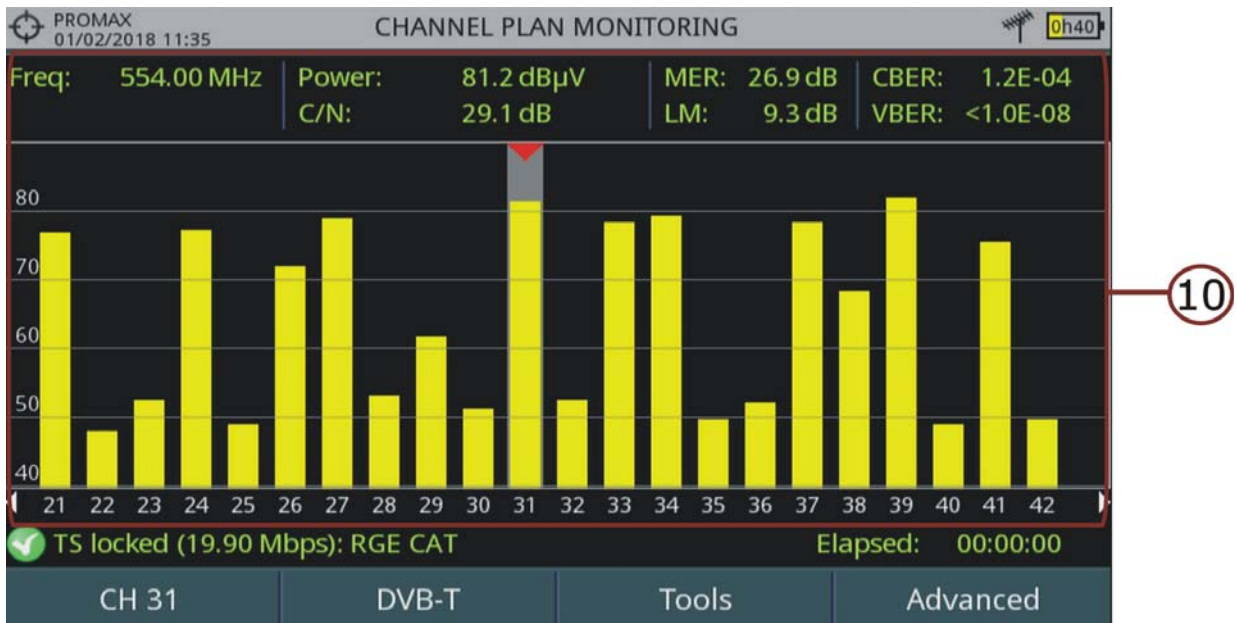 PROMAX
01/02/2018 11:35
CHANNEL PLAN MONITORING
0h40
Freq: 554.00 MHz
Power: 81.2 dBµV
MER: 26.9 dB
CBER: 1.2E-04
C/N: 29.1 dB
LM: 9.3 dB
VBER: <1.0E-08
80
70
60
50
40
21 22 23 24 25 26 27 28 29 30 31 32 33 34 35 36 37 38 39 40 41 42
10
TS locked (19.90 Mbps): RGE CAT
Elapsed: 00:00:00
CH 31
DVB-T
Tools
Advanced